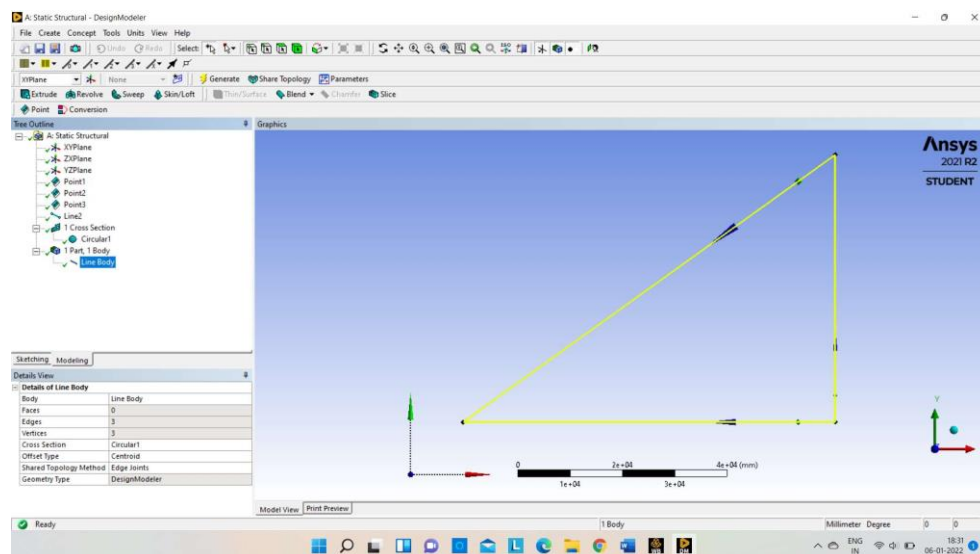 A: Static Structural - DesignModeler
File Create Concept Tools Units View Help
Undo Redo Select:
XYPlane None Generate Share Topology Parameters
Extrude Revolve Sweep Skin/Loft Thin/Surface Blend Chamfer Slice
Point Conversion
Tree Outline
A: Static Structural
XYPlane
ZXPlane
YZPlane
Point1
Point2
Point3
Line2
1 Cross Section
Circular1
1 Part, 1 Body
Line Body
Sketching Modeling
Details View
Details of Line Body
Body Line Body
Faces 0
Edges 3
Vertices 3
Cross Section Circular1
Offset Type Centroid
Shared Topology Method Edge Joints
Geometry Type DesignModeler
Graphics
Ansys
2021 R2
STUDENT
Y
0 2e+04 4e+04 (mm)
1e+04 3e+04
Model View Print Preview
Ready 1 Body Millimeter Degree 0 0
ENG
IN
18:31
06-01-2022